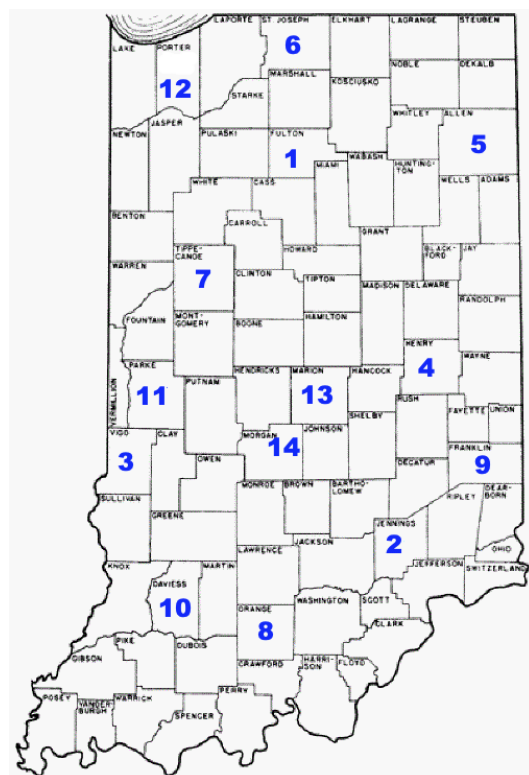 LAPORTE
ST. JOSEPH
ELKHART
LAGRANGE
STEUBEN
6
LAKE
PORTER
NOBLE
DEKALB
MARSHALL
KOSCIUSKO
12
STARKE
WHITLEY
ALLEN
JASPER
NEWTON
PULASKI
FULTON
5
1
MIAMI
WABASH
HUNTING-
TON
WELLS
ADAMS
WHITE
CASS
BENTON
CARROLL
GRANT
TIPPE-
CANOE
HOWARD
BLACK-
FORD
JAY
WARREN
7
CLINTON
TIPTON
MADISON
DELAWARE
RANDOLPH
FOUNTAIN
MONT-
GOMERY
BOONE
HAMILTON
HENRY
WAYNE
PARKE
HENDRICKS
MARION
HANCOCK
4
VERMILLION
11
PUTNAM
13
RUSH
FAYETTE
UNION
SHELBY
VIGO
CLAY
MORGAN
JOHNSON
14
FRANKLIN
3
OWEN
DECATUR
9
SULLIVAN
MONROE
BROWN
BARTHO-
LOMEW
RIPLEY
DEAR-
BORN
GREENE
JENNINGS
2
JACKSON
LAWRENCE
OHIO
KNOX
MARTIN
JEFFERSON
SWITZERLAND
DAVIESS
WASHINGTON
SCOTT
10
ORANGE
8
CLARK
PIKE
DUBOIS
GIBSON
CRAWFORD
HARRI-
SON
FLOYD
POSEY
VANDER-
BURGH
WARRICK
PERRY
SPENCER